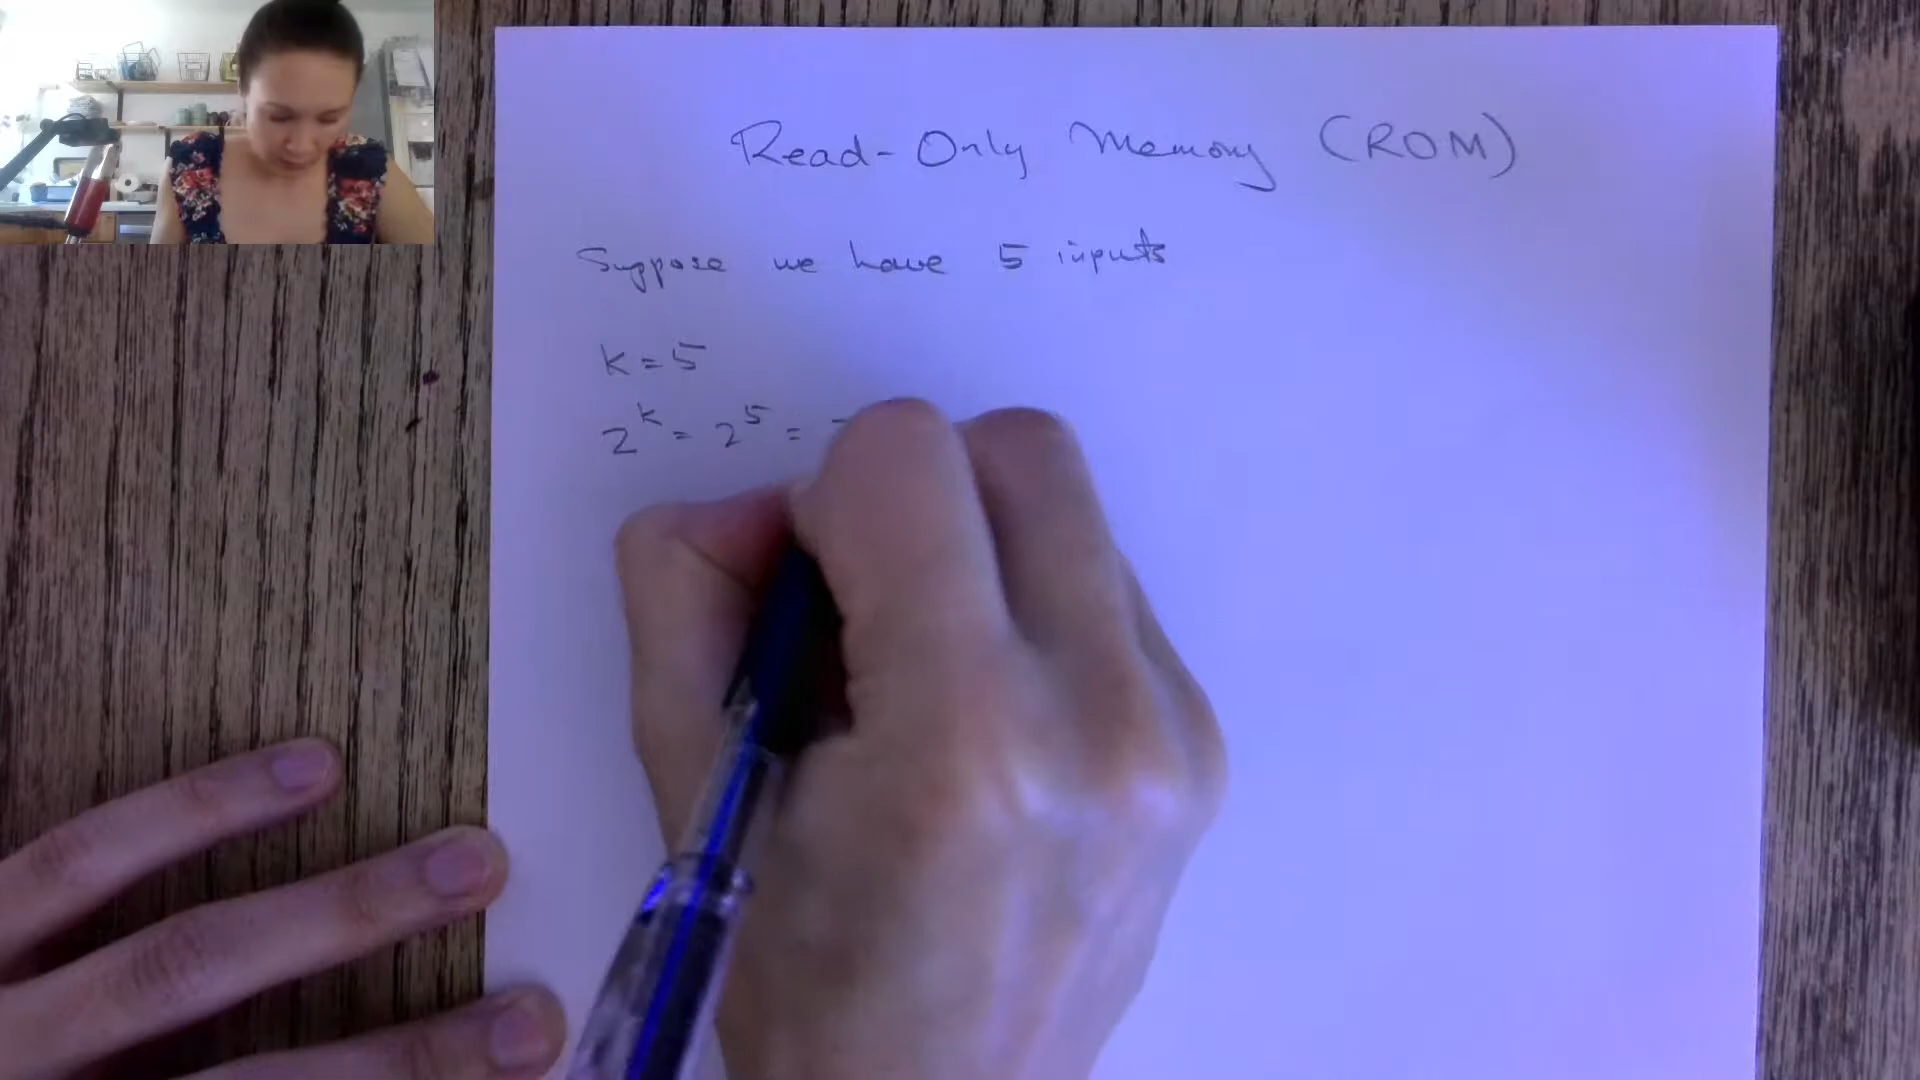 Read-Only Memory (ROM)
Suppose we have 5 inputs
k = 5
2^k = 2^5 =